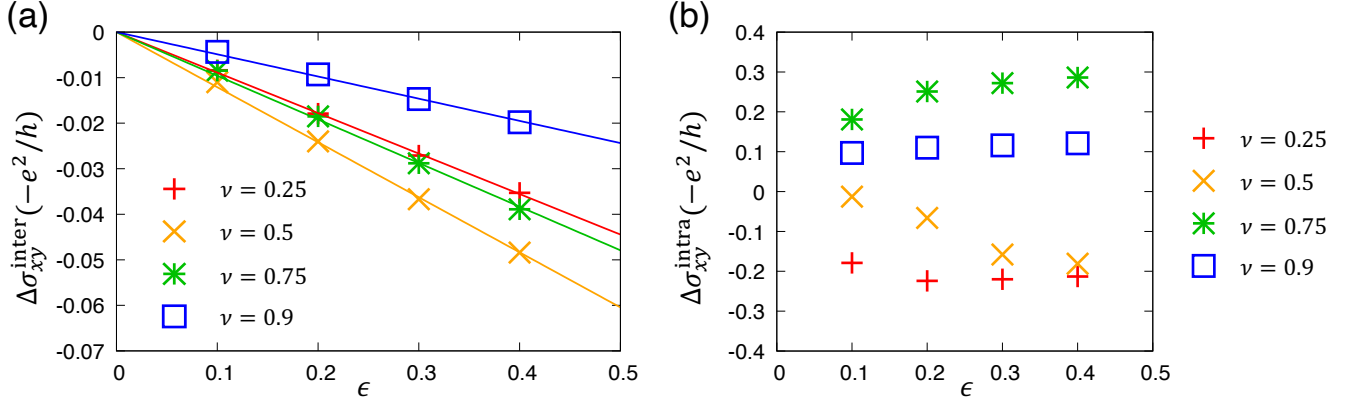 (a)
0
-0.01
-0.02
-0.03
-0.04
-0.05
-0.06
-0.07
Δσ_xy^inter(−e²/h)
ν = 0.25
ν = 0.5
ν = 0.75
ν = 0.9
0 0.1 0.2 0.3 0.4 0.5
ϵ
(b)
0.4
0.3
0.2
0.1
0
-0.1
-0.2
-0.3
-0.4
Δσ_xy^intra(−e²/h)
0 0.1 0.2 0.3 0.4 0.5
ϵ
ν = 0.25
ν = 0.5
ν = 0.75
ν = 0.9